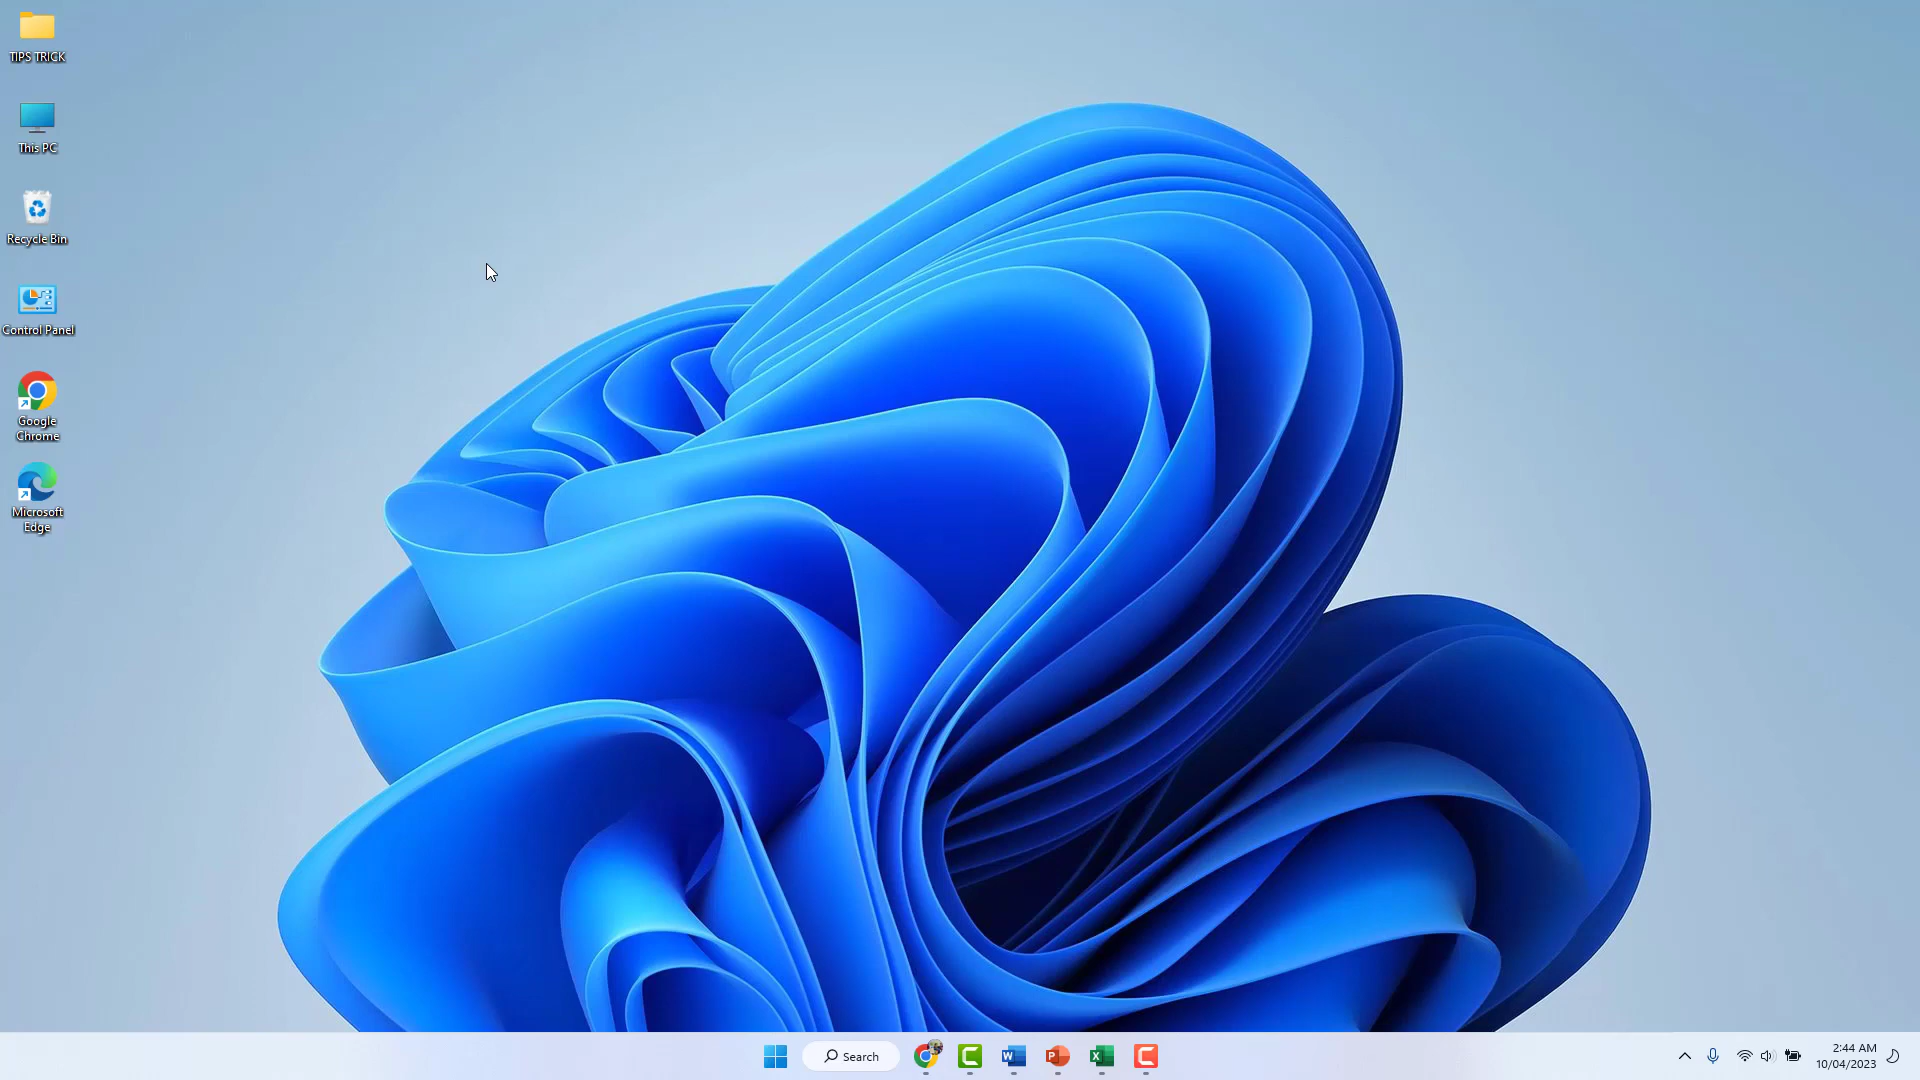 TIPS TRICK
This PC
Recycle Bin
Control Panel
Google
Chrome
Microsoft
Edge
Search
2:44 AM
10/04/2023